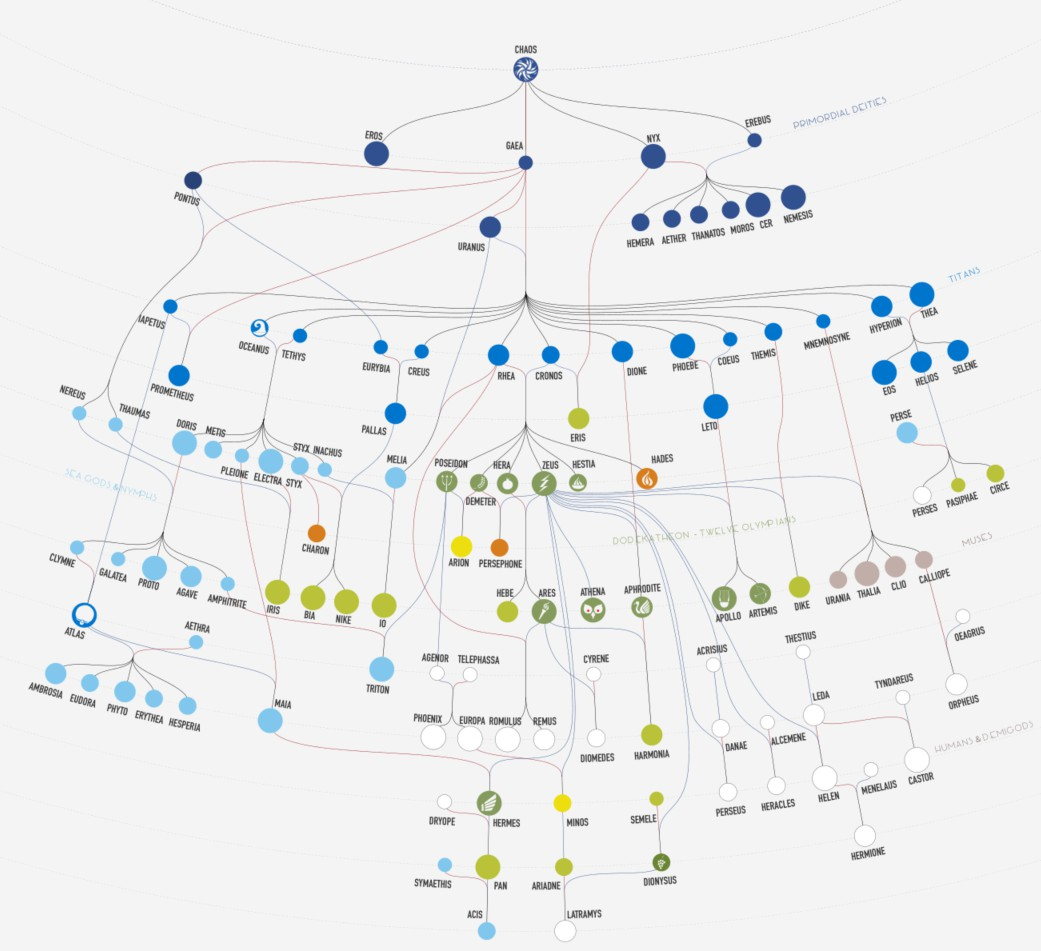 CHAOS
PRIMORDIAL DEITIES
EREBUS
EROS
NYX
GAEA
PONTUS
URANUS
HEMERA
AETHER
THANATOS
MOROS
CER
NEMESIS
TITANS
IAPETUS
OCEANUS
TETHYS
EURYBIA
CREUS
RHEA
CRONOS
DIONE
PHOEBE
COEUS
THEMIS
MNEMNOSYNE
HYPERION
THEA
PROMETHEUS
EOS
HELIOS
SELENE
NEREUS
THAUMAS
DORIS
METIS
PLEIONE
ELECTRA
STYX
STYX
INACHUS
PALLAS
MELIA
ERIS
LETO
PERSE
SEA GODS & NYMPUS
POSEIDON
HERA
ZEUS
HESTIA
HADES
DEMETER
PERSES
PASIPHAE
CIRCE
DODEKATHEON - TWELVE OLYMPIANS
MUSES
CHARON
ARION
PERSEPHONE
CLYMNE
GALATEA
PROTO
AGAVE
AMPHITRITE
IRIS
BIA
NIKE
IO
HEBE
ARES
ATHENA
APHRODITE
APOLLO
ARTEMIS
DIKE
URANIA
THALIA
CLIO
CALLIOPE
ATLAS
AETHRA
OEAGRUS
AMBROSIA
EUDORA
PHYTO
ERYTHEA
HESPERIA
TRITON
MAIA
AGENOR
TELEPHASSA
CYRENE
ACRISIUS
THESTIUS
LEDA
TYNDAREUS
ORPHEUS
PHOENIX
EUROPA
ROMULUS
REMUS
DIOMEDES
HARMONIA
DANAE
ALCEMENE
HUMANS & DEMIGODS
CASTOR
PERSEUS
HERACLES
HELEN
MENELAUS
DRYOPE
HERMES
MINOS
SEMELE
HERMIONE
SYMAETHIS
PAN
ARIADNE
DIONYSUS
ACIS
LATRAMYS